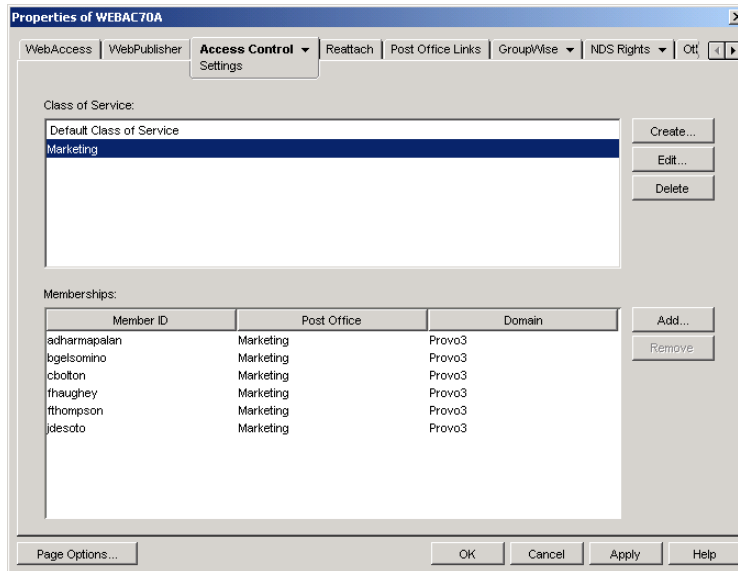 Properties of WEBAC70A
WebAccess WebPublisher Access Control Reattach Post Office Links GroupWise NDS Rights Ot
Settings
Class of Service:
Default Class of Service
Marketing
Create...
Edit...
Delete
Memberships:
Member ID Post Office Domain
adharmapalan Marketing Provo3
bgelsomino Marketing Provo3
cbolton Marketing Provo3
fhaughey Marketing Provo3
fthompson Marketing Provo3
jdesoto Marketing Provo3
Add...
Remove
Page Options... OK Cancel Apply Help